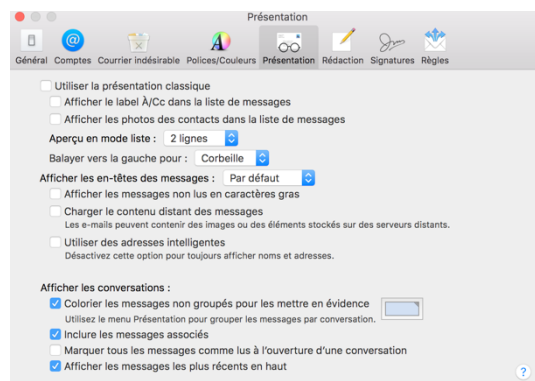 Présentation
Général Comptes Courrier indésirable Polices/Couleurs Présentation Rédaction Signatures Règles
Utiliser la présentation classique
Afficher le label À/Cc dans la liste de messages
Afficher les photos des contacts dans la liste de messages
Aperçu en mode liste : 2 lignes
Balayer vers la gauche pour : Corbeille
Afficher les en-têtes des messages : Par défaut
Afficher les messages non lus en caractères gras
Charger le contenu distant des messages
Les e-mails peuvent contenir des images ou des éléments stockés sur des serveurs distants.
Utiliser des adresses intelligentes
Désactivez cette option pour toujours afficher noms et adresses.
Afficher les conversations :
Colorier les messages non groupés pour les mettre en évidence
Utilisez le menu Présentation pour grouper les messages par conversation.
Inclure les messages associés
Marquer tous les messages comme lus à l'ouverture d'une conversation
Afficher les messages les plus récents en haut
?